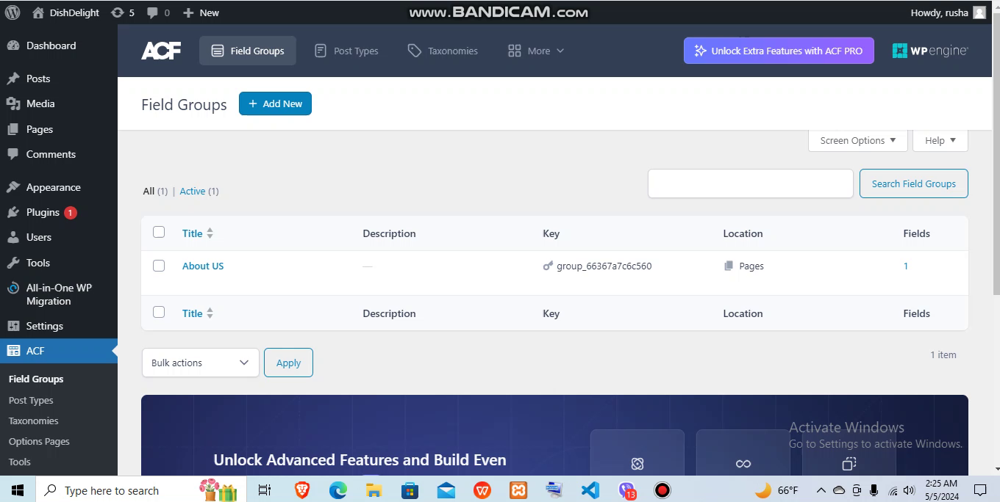 DishDelight 5 0 New www.BANDICAM.com Howdy, rusha
Dashboard
Posts
Media
Pages
Comments
Appearance
Plugins 1
Users
Tools
All-in-One WP
Migration
Settings
ACF
Field Groups
Post Types
Taxonomies
Options Pages
Tools
ACF Field Groups Post Types Taxonomies More Unlock Extra Features with ACF PRO WP engine
Field Groups + Add New
Screen Options Help
All (1) | Active (1) Search Field Groups
Title Description Key Location Fields
About US — group_66367a7c6c560 Pages 1
Title Description Key Location Fields
Bulk actions Apply 1 item
Unlock Advanced Features and Build Even
Activate Windows
Go to Settings to activate Windows.
Type here to search 13 66°F 2:25 AM
5/5/2024